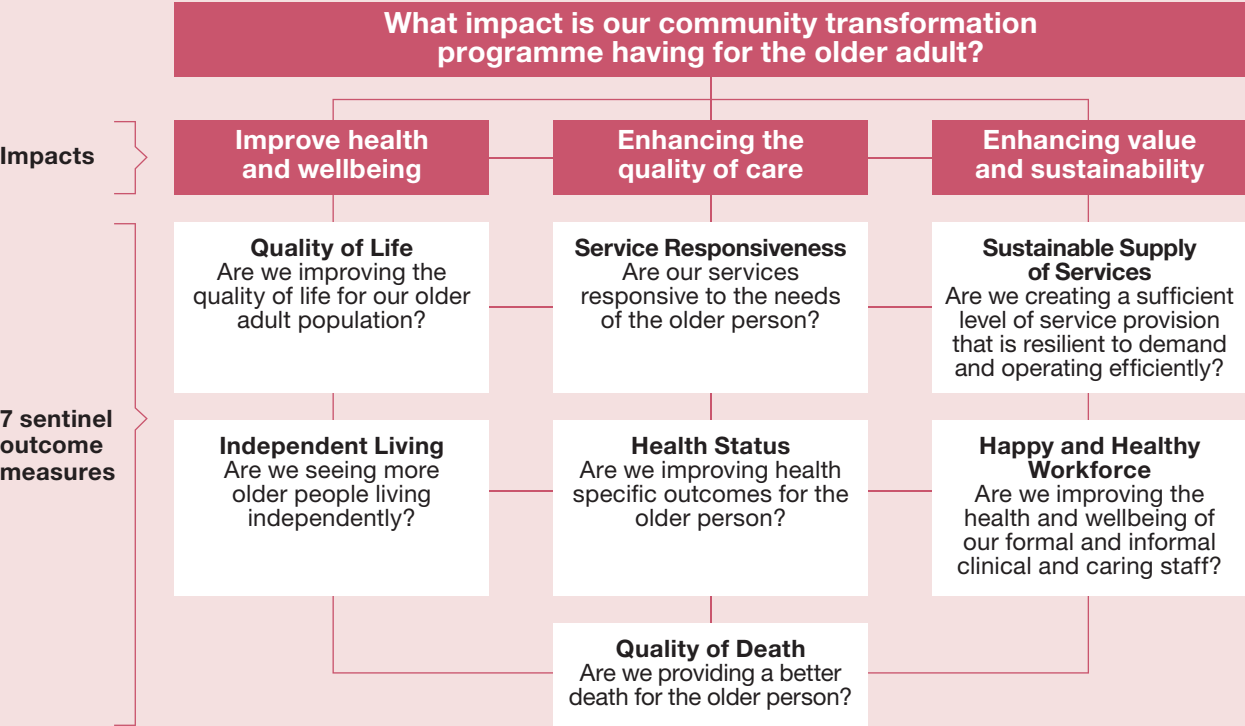 What impact is our community transformation
programme having for the older adult?
Impacts
Improve health
and wellbeing
Enhancing the
quality of care
Enhancing value
and sustainability
7 sentinel
outcome
measures
Quality of Life
Are we improving the
quality of life for our older
adult population?
Service Responsiveness
Are our services
responsive to the needs
of the older person?
Sustainable Supply
of Services
Are we creating a sufficient
level of service provision
that is resilient to demand
and operating efficiently?
Independent Living
Are we seeing more
older people living
independently?
Health Status
Are we improving health
specific outcomes for the
older person?
Happy and Healthy
Workforce
Are we improving the
health and wellbeing of
our formal and informal
clinical and caring staff?
Quality of Death
Are we providing a better
death for the older person?